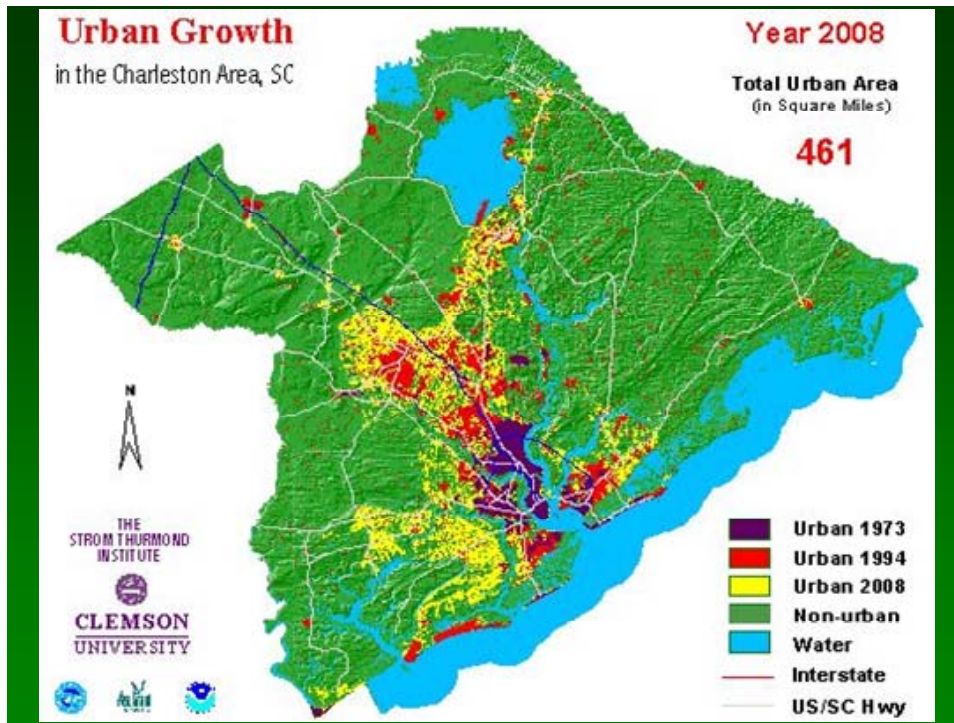 Urban Growth
in the Charleston Area, SC
Year 2008
Total Urban Area
(in Square Miles)
461
N
THE
STROM THURMOND
INSTITUTE
CLEMSON
UNIVERSITY
Urban 1973
Urban 1994
Urban 2008
Non-urban
Water
Interstate
US/SC Hwy